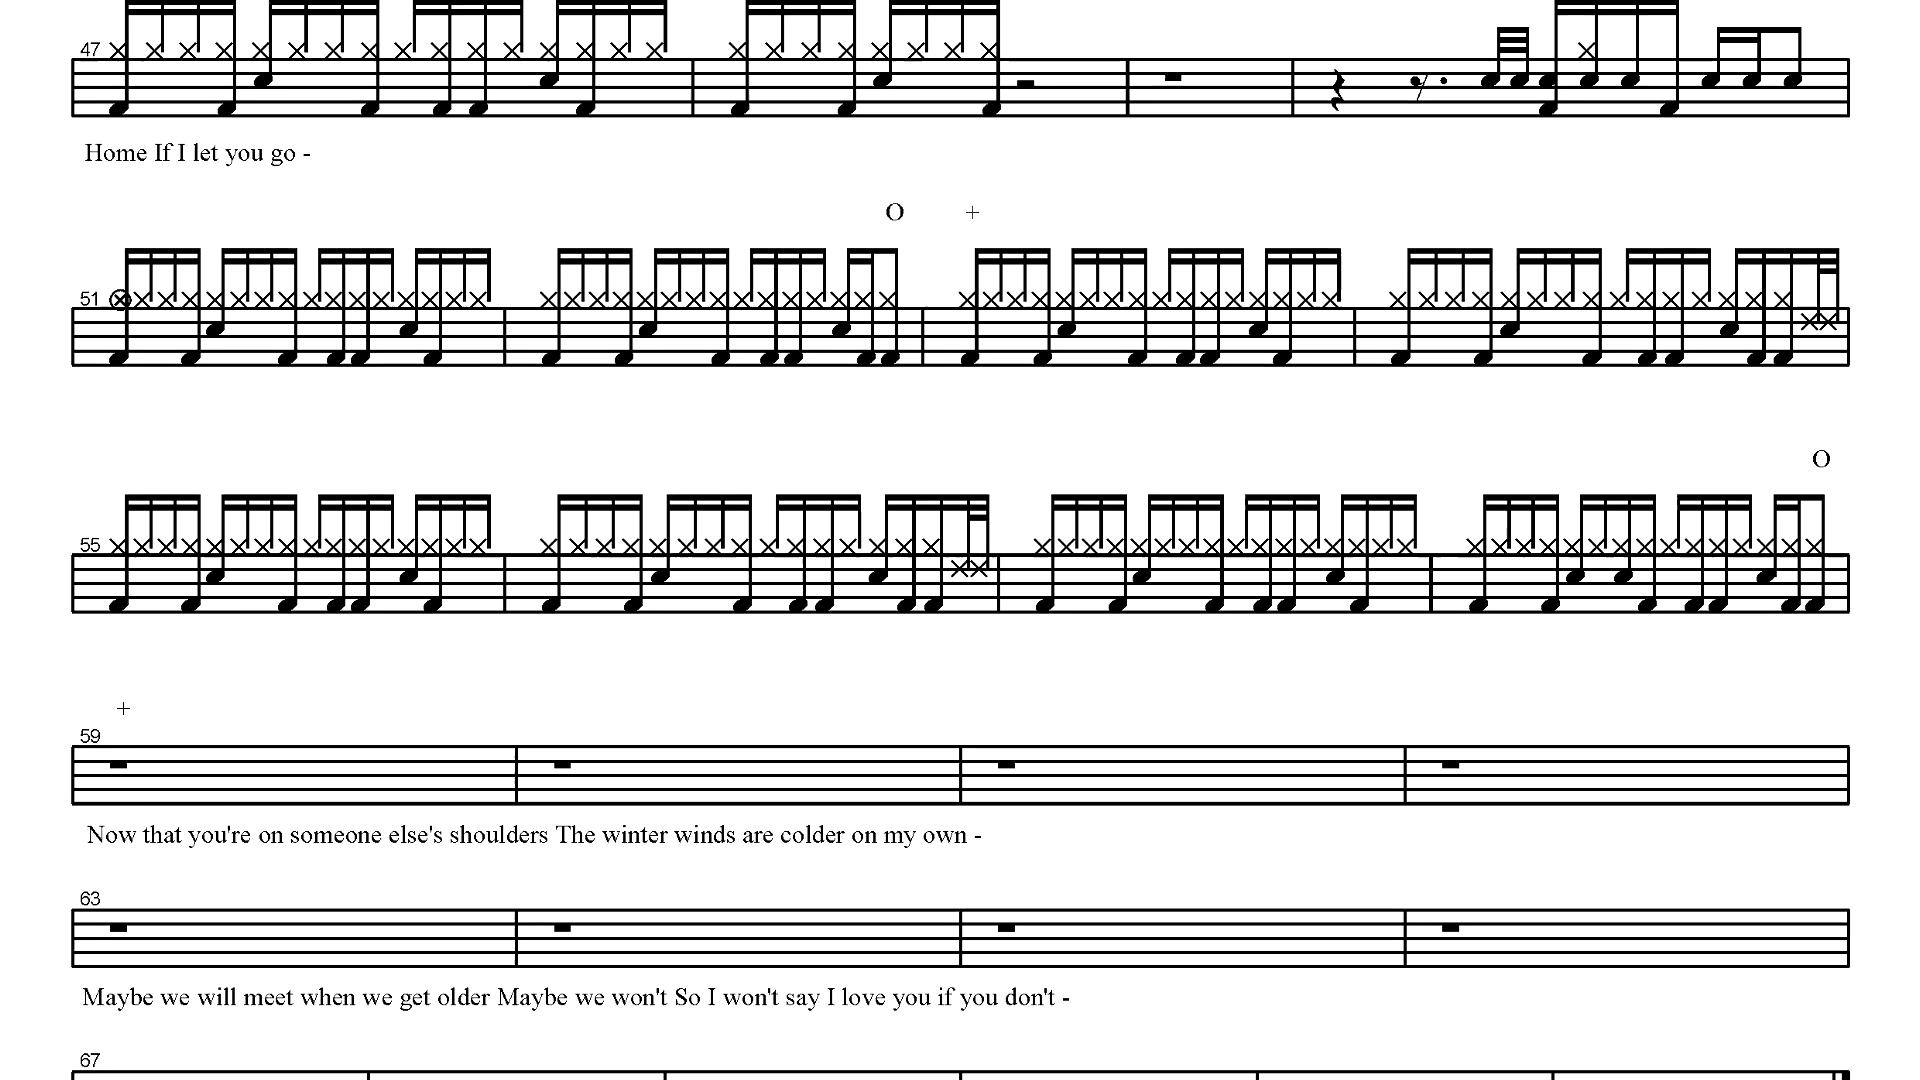 47
Home If I let you go -
O +
51
O
55
+
59
Now that you're on someone else's shoulders The winter winds are colder on my own -
63
Maybe we will meet when we get older Maybe we won't So I won't say I love you if you don't -
67